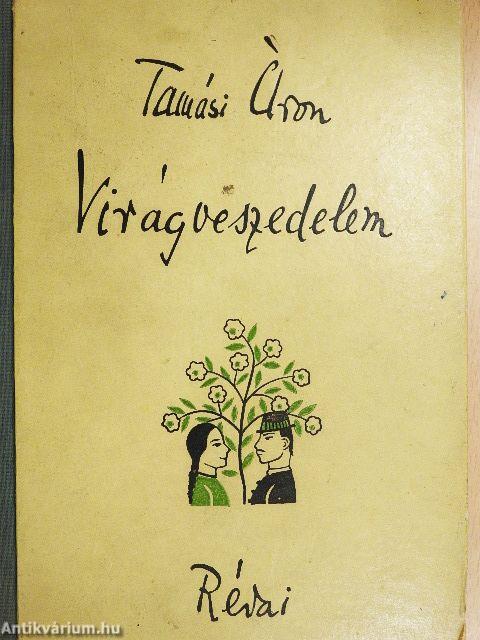 Tamási Áron
Virágveszedelem
Révai
Antikvárium.hu